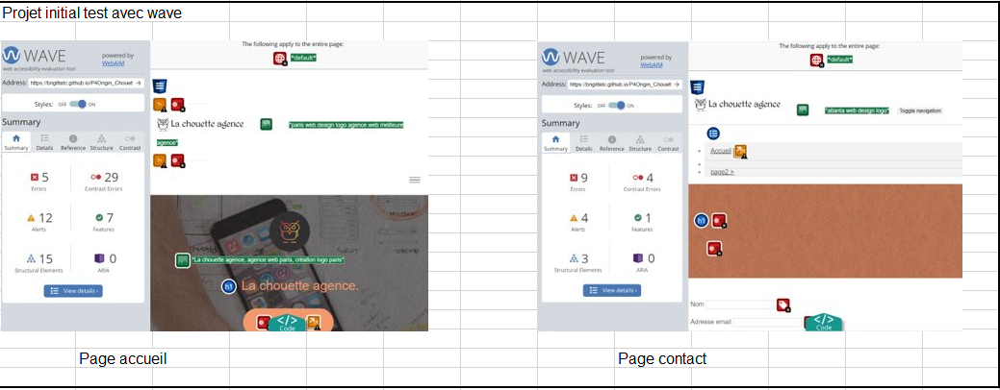 Projet initial test avec wave
WAVE
web accessibility evaluation tool
powered by
WebAIM
Address: https://brigittetc.github.io/P4Origin_Chouet
Styles: OFF ON
Summary
Summary Details Reference Structure Contrast
5 Errors
29 Contrast Errors
12 Alerts
7 Features
15 Structural Elements
0 ARIA
View details ›
The following apply to the entire page:
*default*
La chouette agence
*paris web design logo agence web meilleure
agence*
*La chouette agence, agence web paris, création logo paris*
h1 La chouette agence.
</>
Code
Page accueil
WAVE
web accessibility evaluation tool
powered by
WebAIM
Address: https://brigittetc.github.io/P4Origin_Chouet
Styles: OFF ON
Summary
Summary Details Reference Structure Contrast
9 Errors
4 Contrast Errors
4 Alerts
1 Features
3 Structural Elements
0 ARIA
View details ›
The following apply to the entire page:
*default*
La chouette agence
*atlanta web design logo*
Toggle navigation
Accueil
page2 >
h1
Nom
Adresse email
</>
Code
Page contact